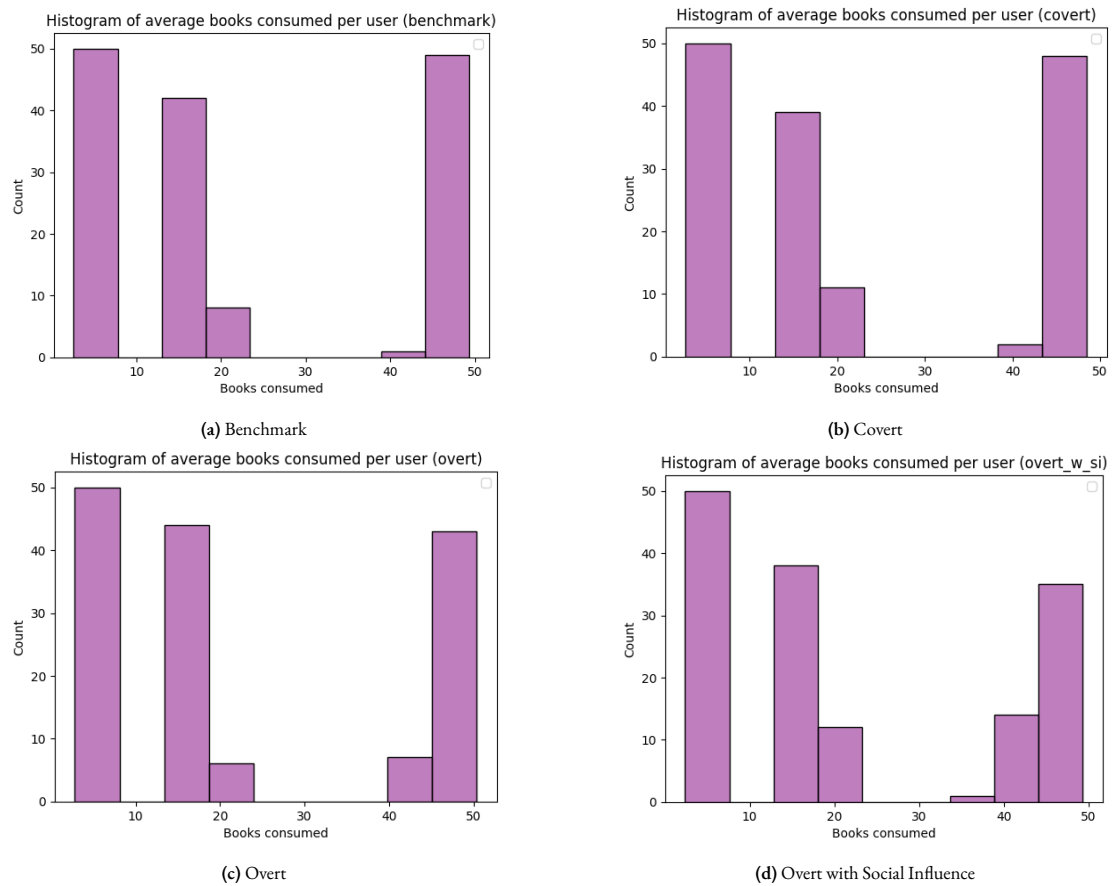 Histogram of average books consumed per user (benchmark)
50
40
30
20
10
0
Count
10
20
30
40
50
Books consumed
(a) Benchmark
Histogram of average books consumed per user (covert)
50
40
30
20
10
0
Count
10
20
30
40
50
Books consumed
(b) Covert
Histogram of average books consumed per user (overt)
50
40
30
20
10
0
Count
10
20
30
40
50
Books consumed
(c) Overt
Histogram of average books consumed per user (overt_w_si)
50
40
30
20
10
0
Count
10
20
30
40
50
Books consumed
(d) Overt with Social Influence